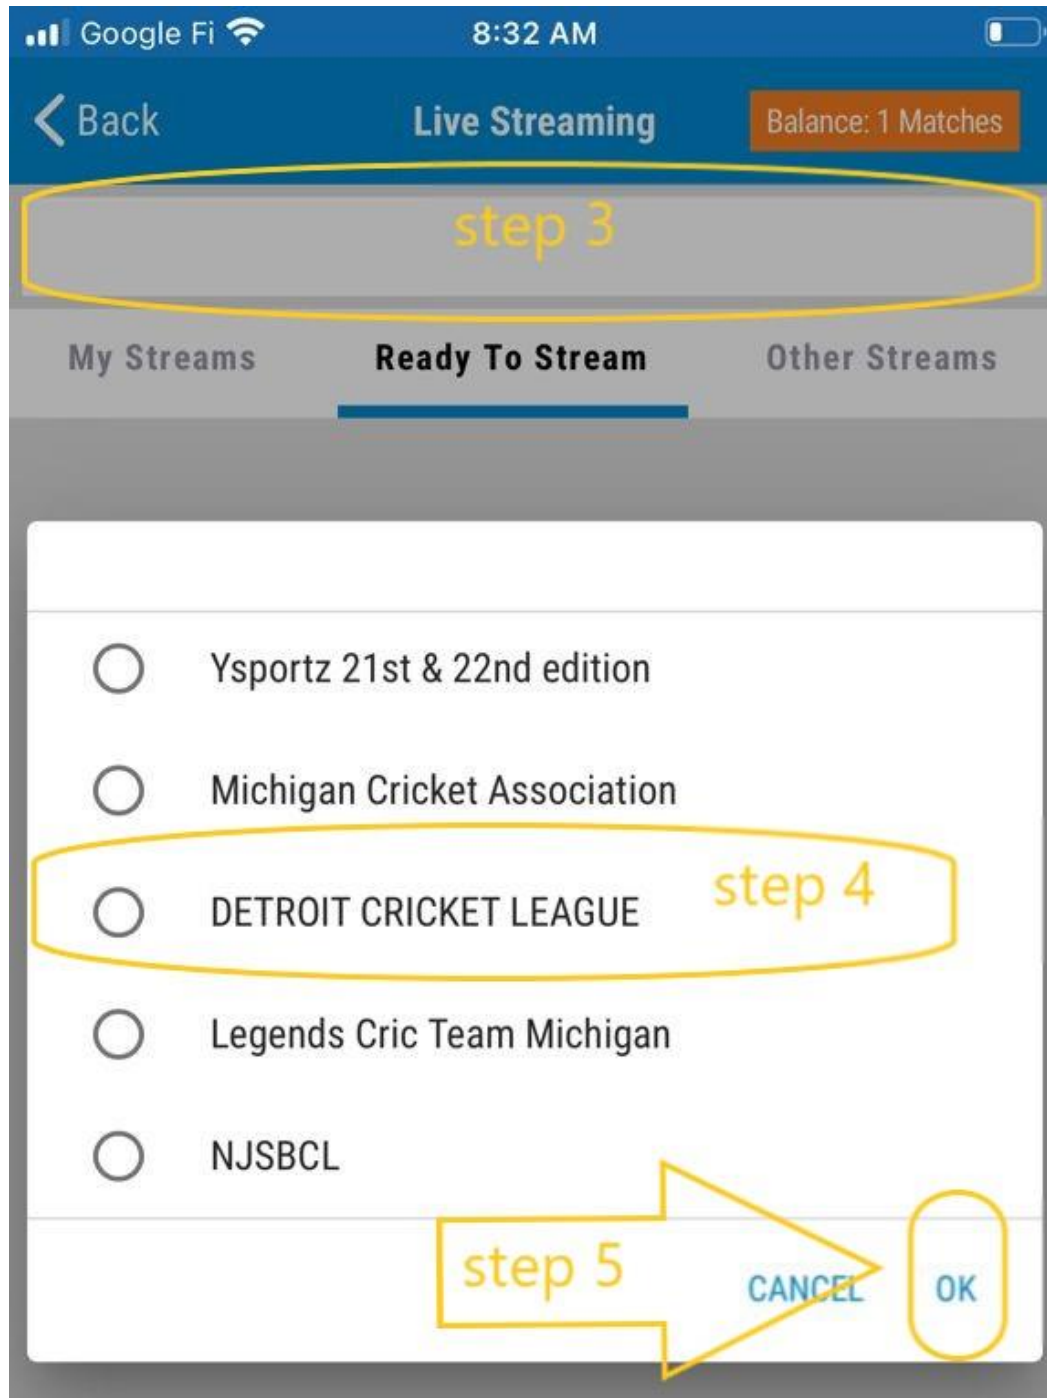 Google Fi 8:32 AM
Back Live Streaming Balance: 1 Matches
step 3
My Streams Ready To Stream Other Streams
Ysportz 21st & 22nd edition
Michigan Cricket Association
DETROIT CRICKET LEAGUE step 4
Legends Cric Team Michigan
NJSBCL
step 5 CANCEL OK